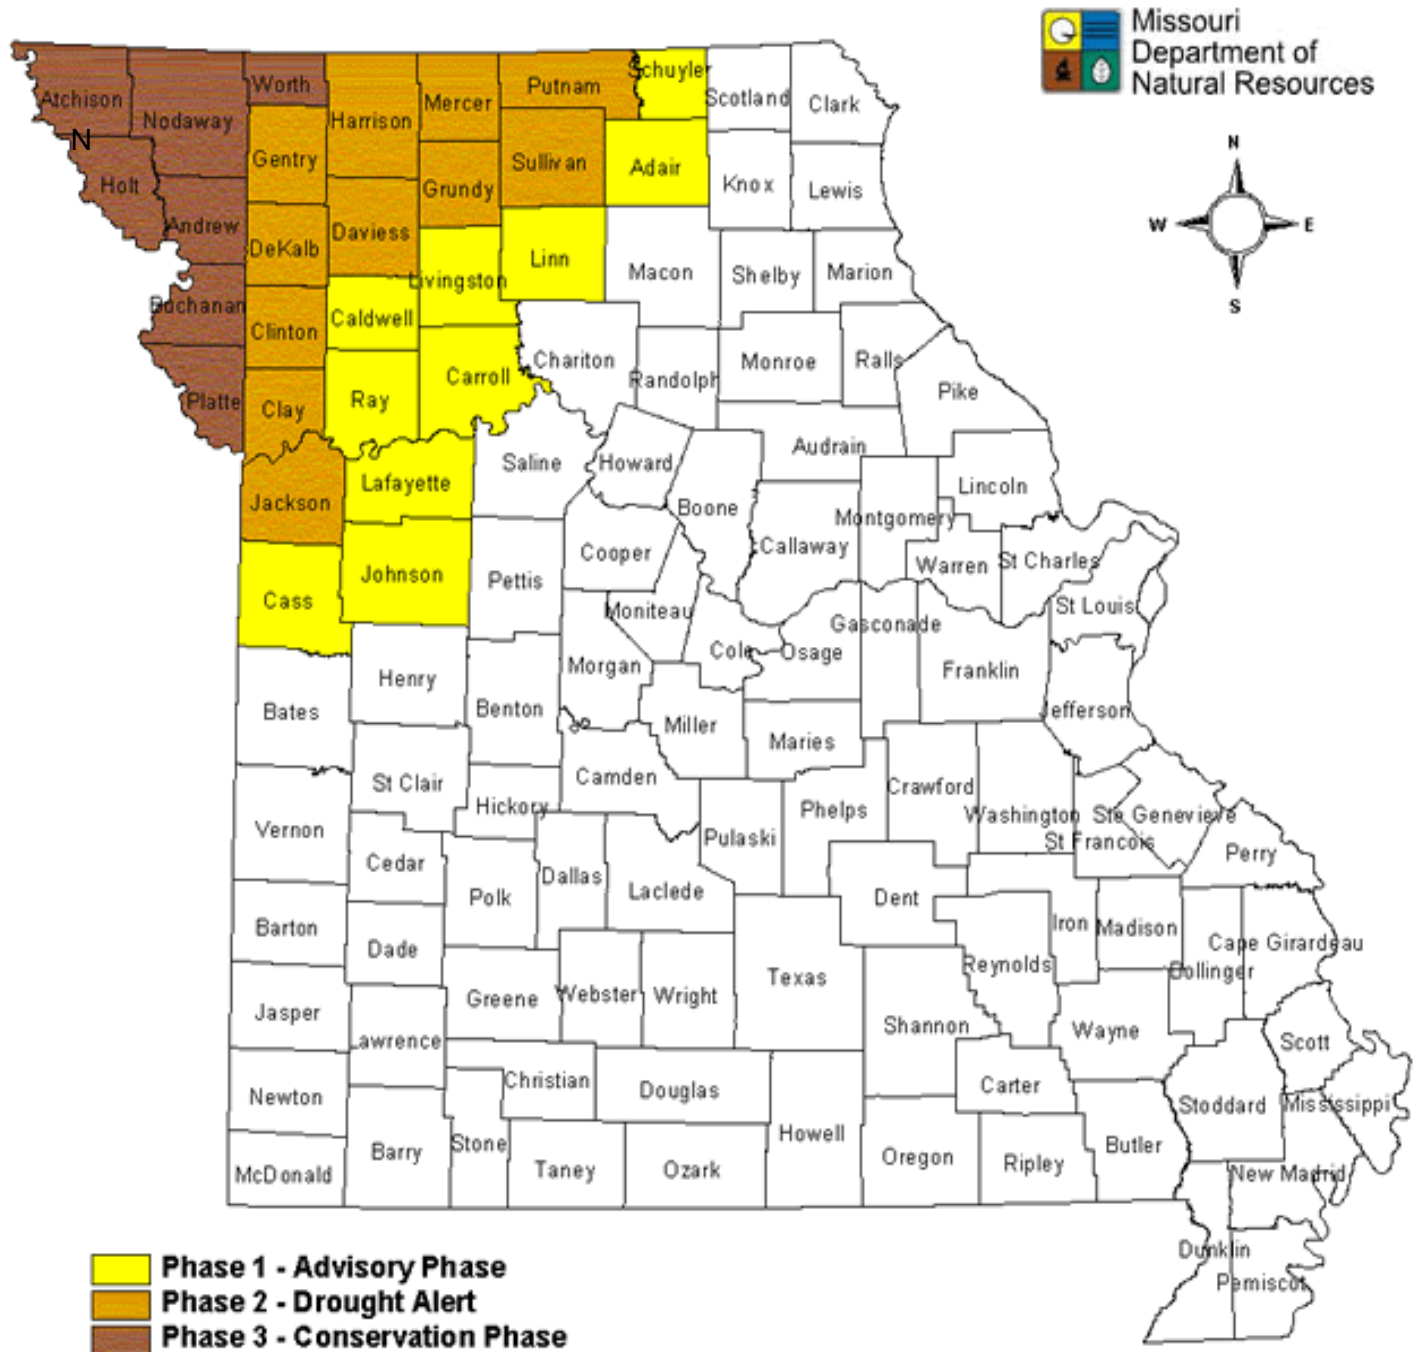 Missouri
Department of
Natural Resources
N
W E
S
Atchison
Nodaway
Worth
Harrison
Mercer
Putnam
Schuyler
Scotland
Clark
N
Holt
Gentry
Grundy
Sullivan
Adair
Knox
Lewis
Andrew
DeKalb
Daviess
Livingston
Linn
Macon
Shelby
Marion
Buchanan
Clinton
Caldwell
Chariton
Randolph
Monroe
Ralls
Pike
Platte
Clay
Ray
Carroll
Saline
Howard
Audrain
Lincoln
Jackson
Lafayette
Boone
Callaway
Montgomery
Warren
St Charles
St Louis
Cass
Johnson
Pettis
Cooper
Moniteau
Cole
Osage
Gasconade
Franklin
Jefferson
Bates
Henry
Benton
Morgan
Miller
Maries
St Clair
Hickory
Camden
Pulaski
Phelps
Crawford
Washington
Ste Genevieve
St Francois
Perry
Vernon
Cedar
Polk
Dallas
Laclede
Dent
Iron
Madison
Cape Girardeau
Bollinger
Barton
Dade
Greene
Webster
Wright
Texas
Reynolds
Jasper
Lawrence
Shannon
Wayne
Scott
Newton
Christian
Douglas
Carter
Stoddard
Mississippi
McDonald
Barry
Stone
Taney
Ozark
Howell
Oregon
Ripley
Butler
New Madrid
Dunklin
Pemiscot
Phase 1 - Advisory Phase
Phase 2 - Drought Alert
Phase 3 - Conservation Phase